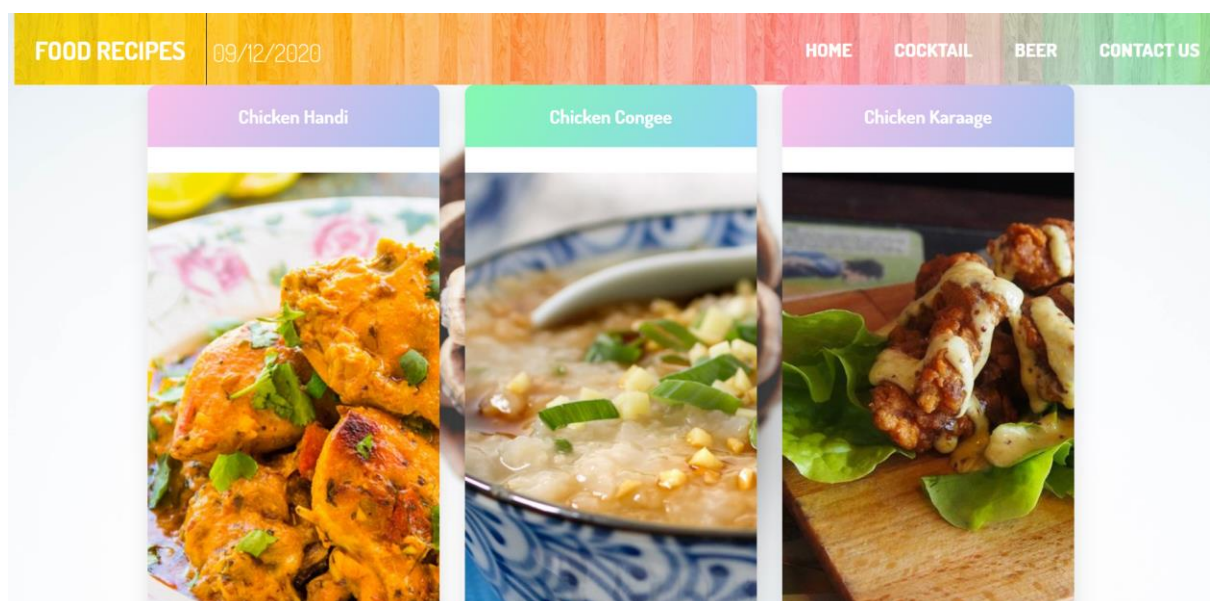 FOOD RECIPES 09/12/2020 HOME COCKTAIL BEER CONTACT US
Chicken Handi Chicken Congee Chicken Karaage